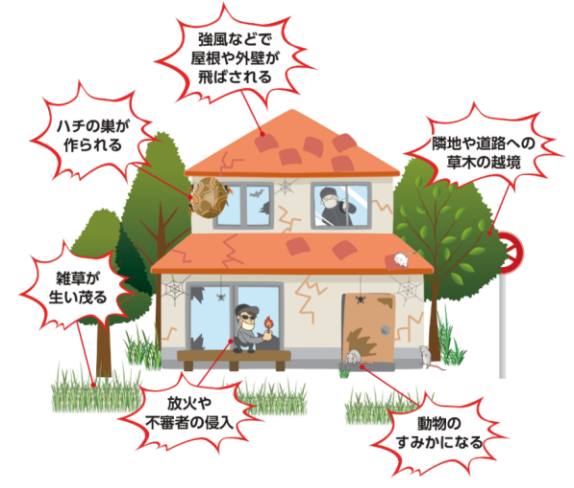 強風などで
屋根や外壁が
飛ばされる
ハチの巣が
作られる
隣地や道路への
草木の越境
雑草が
生い茂る
放火や
不審者の侵入
動物の
すみかになる